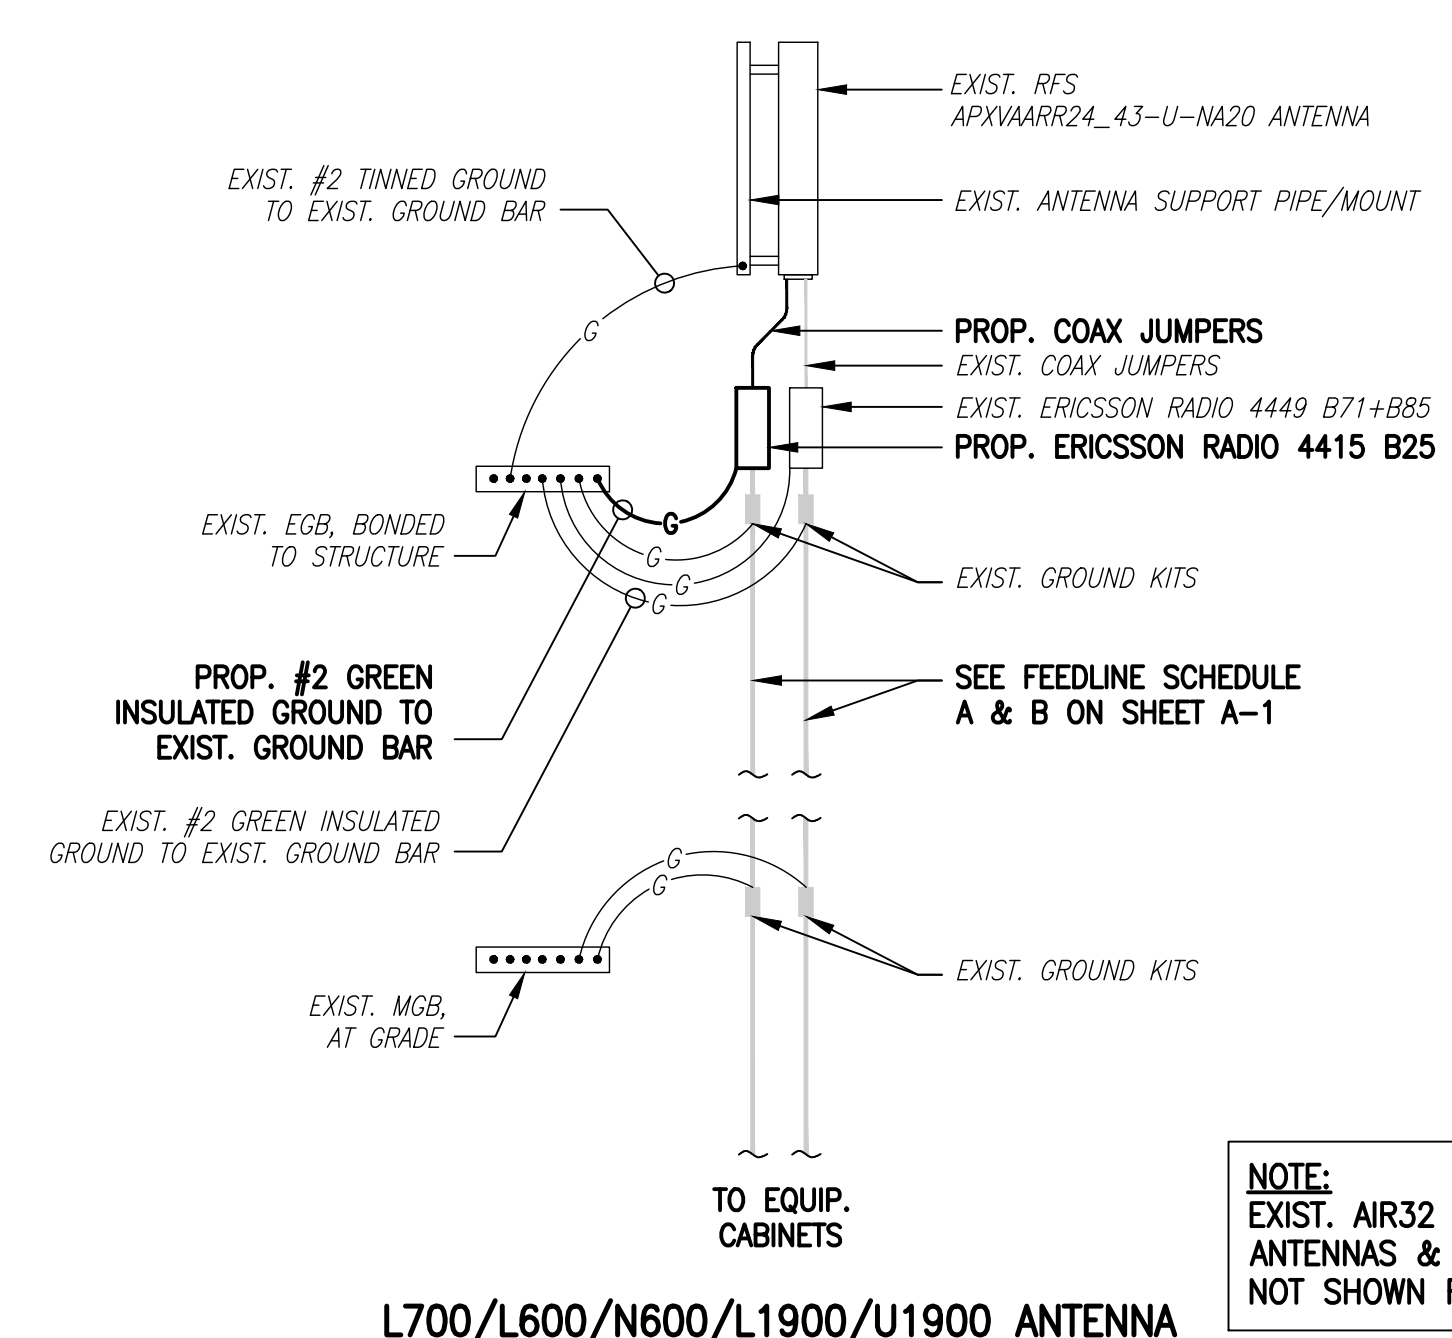 EXIST. RFS
APXVAARR24_43-U-NA20 ANTENNA
EXIST. #2 TINNED GROUND
TO EXIST. GROUND BAR
EXIST. ANTENNA SUPPORT PIPE/MOUNT
G
PROP. COAX JUMPERS
EXIST. COAX JUMPERS
EXIST. ERICSSON RADIO 4449 B71+B85
PROP. ERICSSON RADIO 4415 B25
EXIST. EGB, BONDED
TO STRUCTURE
G
G
G
G
EXIST. GROUND KITS
PROP. #2 GREEN
INSULATED GROUND TO
EXIST. GROUND BAR
SEE FEEDLINE SCHEDULE
A & B ON SHEET A-1
EXIST. #2 GREEN INSULATED
GROUND TO EXIST. GROUND BAR
G
G
EXIST. GROUND KITS
EXIST. MGB,
AT GRADE
TO EQUIP.
CABINETS
NOTE:
EXIST. AIR32
ANTENNAS &
NOT SHOWN
L700/L600/N600/L1900/U1900 ANTENNA